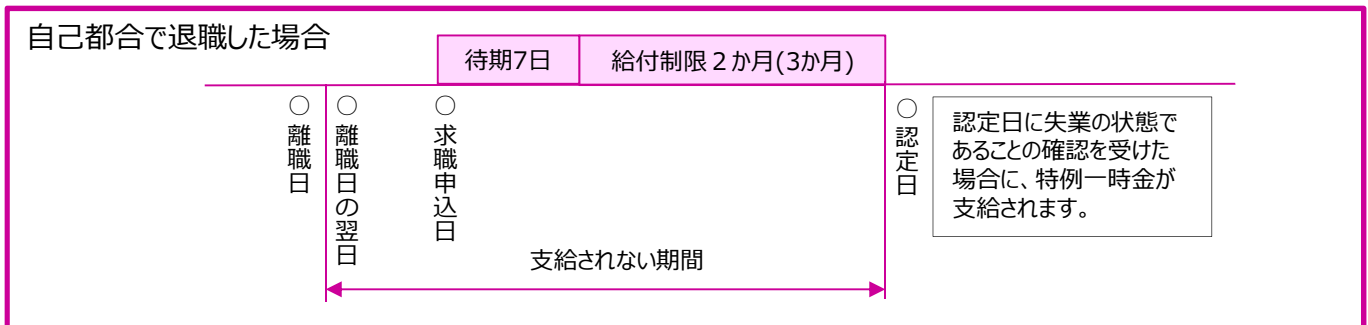 自己都合で退職した場合
待期7日
給付制限２か月(3か月)
○離職日
○離職日の翌日
○求職申込日
○認定日
認定日に失業の状態で
あることの確認を受けた
場合に、特例一時金が
支給されます。
支給されない期間